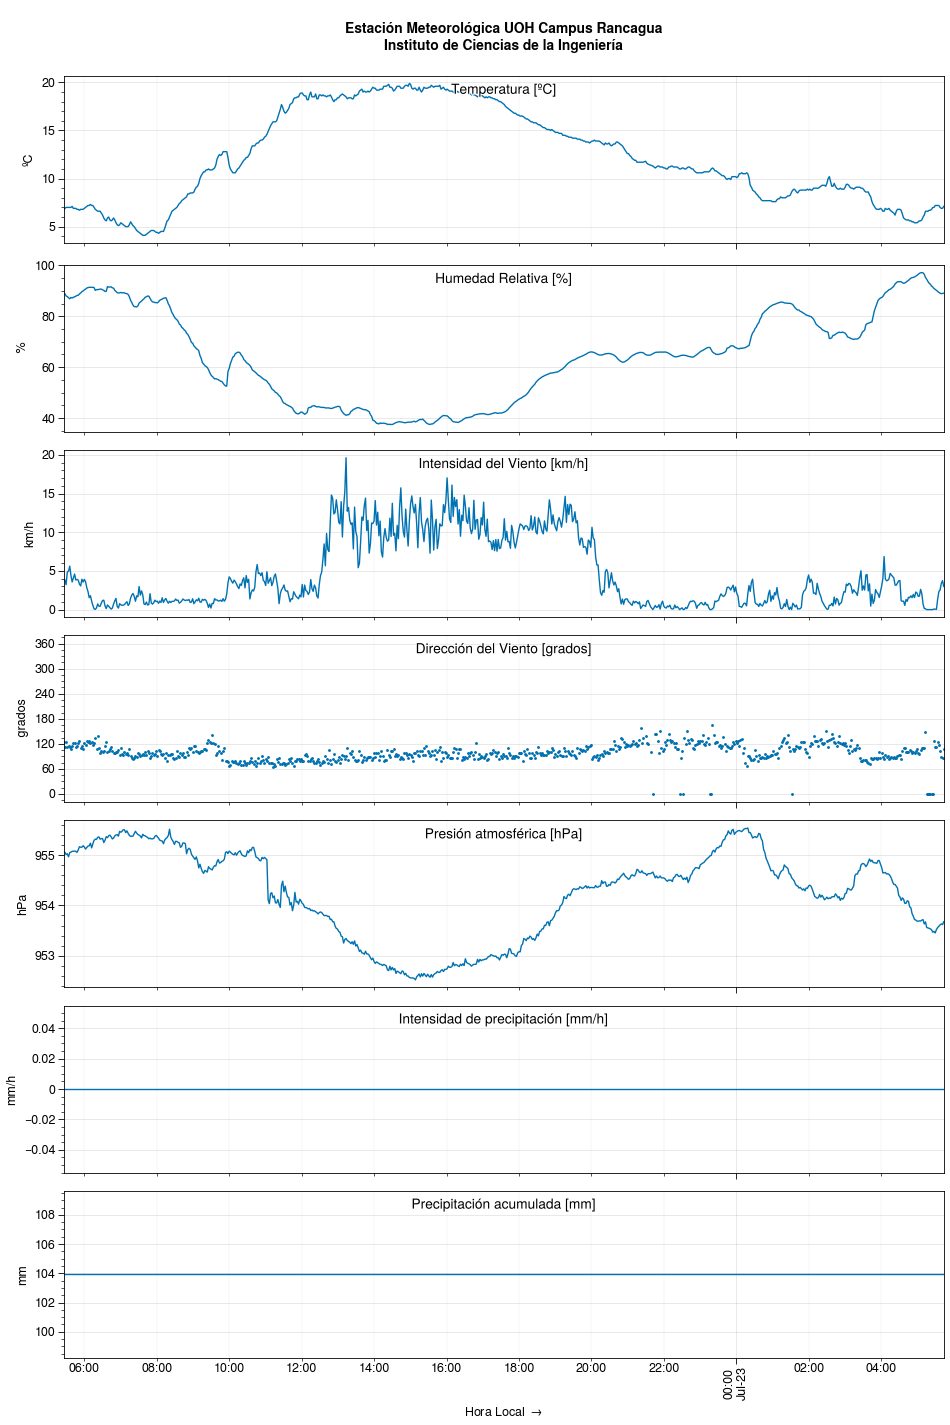 Estación Meteorológica UOH Campus Rancagua
Instituto de Ciencias de la Ingeniería
Temperatura [ºC]
ºC
20
15
10
5
Humedad Relativa [%]
%
100
80
60
40
Intensidad del Viento [km/h]
km/h
20
15
10
5
0
Dirección del Viento [grados]
grados
360
300
240
180
120
60
0
Presión atmosférica [hPa]
hPa
955
954
953
Intensidad de precipitación [mm/h]
mm/h
0.04
0.02
0
−0.02
−0.04
Precipitación acumulada [mm]
mm
108
106
104
102
100
06:00 08:00 10:00 12:00 14:00 16:00 18:00 20:00 22:00 00:00 02:00 04:00
Jul-23
Hora Local →